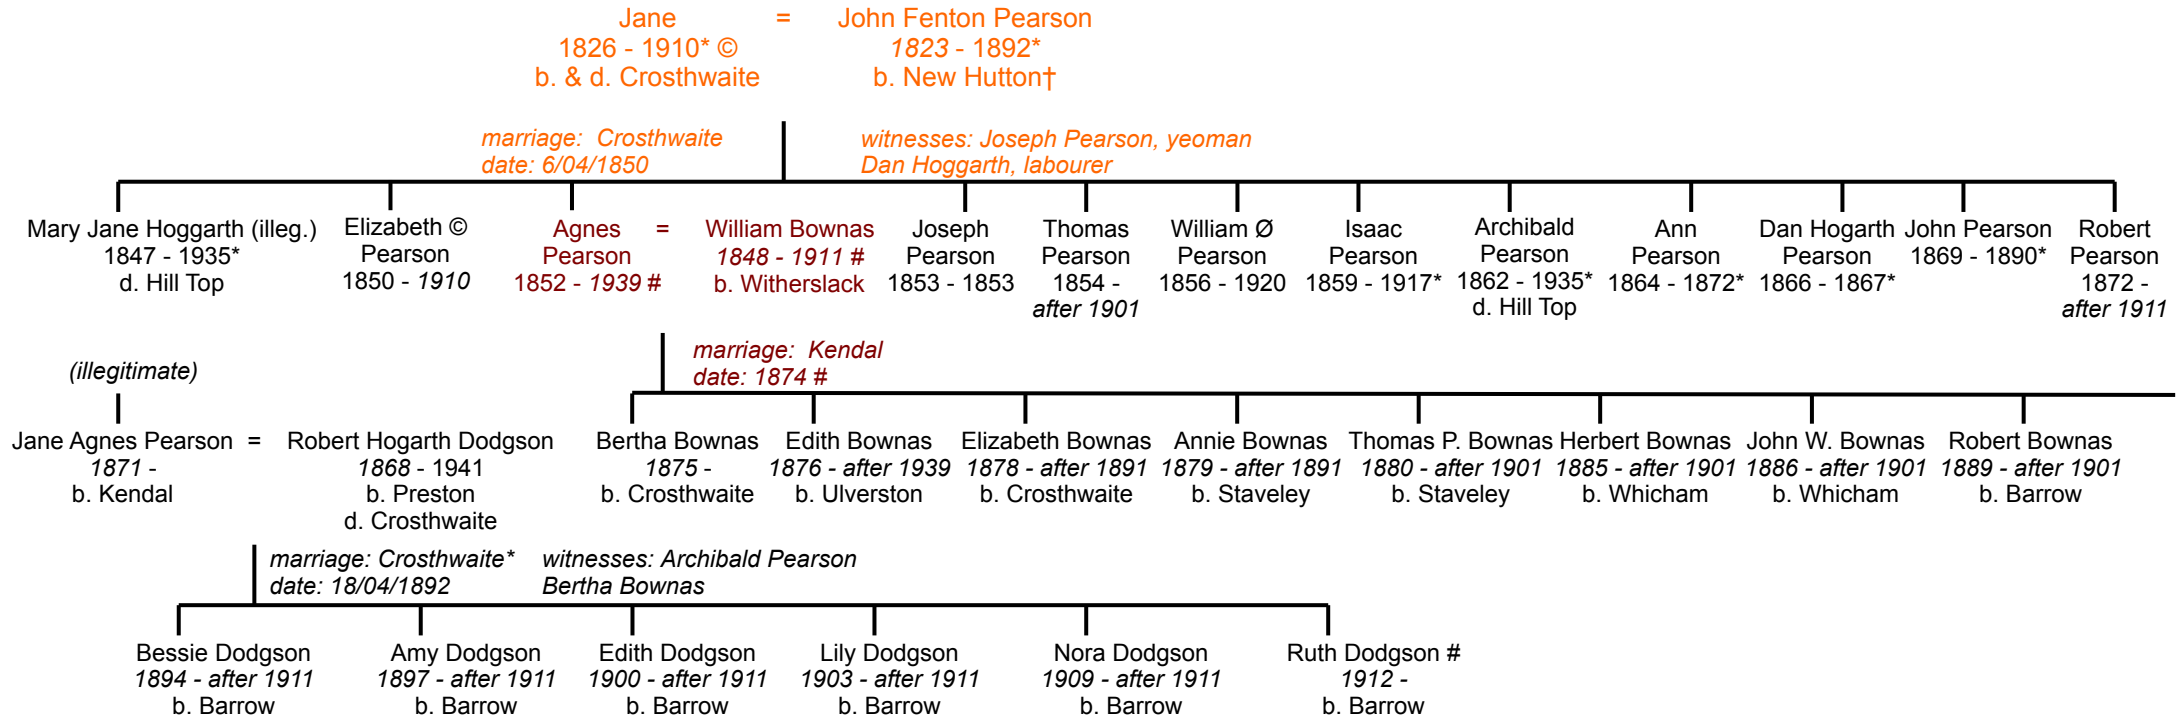 Jane = John Fenton Pearson
1826 - 1910* © 1823 - 1892*
b. & d. Crosthwaite b. New Hutton†
marriage: Crosthwaite witnesses: Joseph Pearson, yeoman
date: 6/04/1850 Dan Hoggarth, labourer
Mary Jane Hoggarth (illeg.)
1847 - 1935*
d. Hill Top
Elizabeth ©
Pearson
1850 - 1910
Agnes =
Pearson
1852 - 1939 #
William Bownas
1848 - 1911 #
b. Witherslack
Joseph
Pearson
1853 - 1853
Thomas
Pearson
1854 -
after 1901
William Ø
Pearson
1856 - 1920
Isaac
Pearson
1859 - 1917*
Archibald
Pearson
1862 - 1935*
d. Hill Top
Ann
Pearson
1864 - 1872*
Dan Hogarth
Pearson
1866 - 1867*
John Pearson
1869 - 1890*
Robert
Pearson
1872 -
after 1911
marriage: Kendal
date: 1874 #
(illegitimate)
Jane Agnes Pearson =
1871 -
b. Kendal
Robert Hogarth Dodgson
1868 - 1941
b. Preston
d. Crosthwaite
Bertha Bownas
1875 -
b. Crosthwaite
Edith Bownas
1876 - after 1939
b. Ulverston
Elizabeth Bownas
1878 - after 1891
b. Crosthwaite
Annie Bownas
1879 - after 1891
b. Staveley
Thomas P. Bownas
1880 - after 1901
b. Staveley
Herbert Bownas
1885 - after 1901
b. Whicham
John W. Bownas
1886 - after 1901
b. Whicham
Robert Bownas
1889 - after 1901
b. Barrow
marriage: Crosthwaite* witnesses: Archibald Pearson
date: 18/04/1892 Bertha Bownas
Bessie Dodgson
1894 - after 1911
b. Barrow
Amy Dodgson
1897 - after 1911
b. Barrow
Edith Dodgson
1900 - after 1911
b. Barrow
Lily Dodgson
1903 - after 1911
b. Barrow
Nora Dodgson
1909 - after 1911
b. Barrow
Ruth Dodgson #
1912 -
b. Barrow